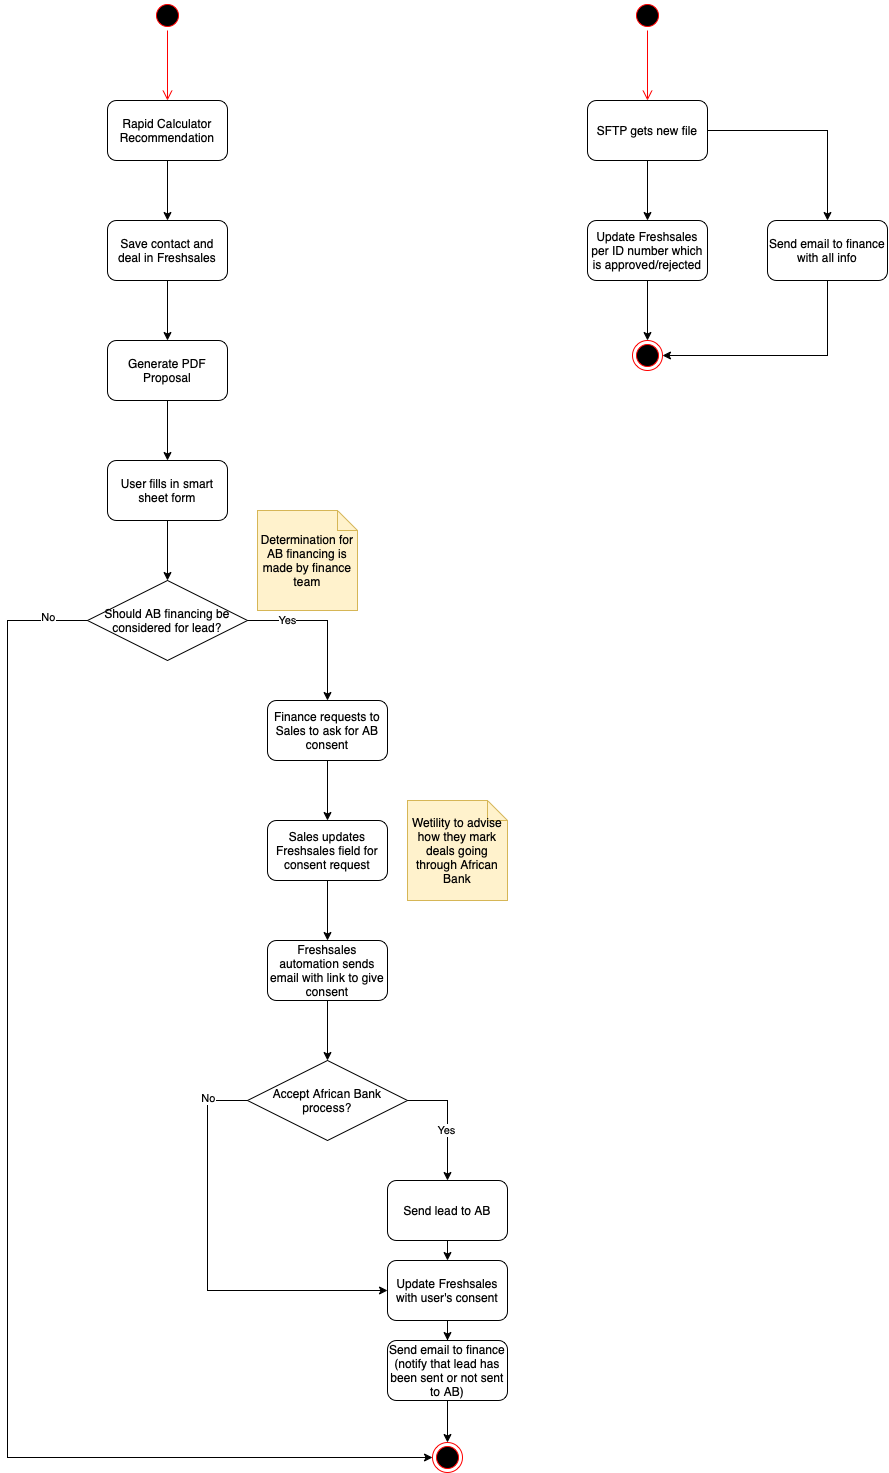 Rapid Calculator
Recommendation
Save contact and
deal in Freshsales
Generate PDF
Proposal
User fills in smart
sheet form
Determination for
AB financing is
made by finance
team
Should AB financing be
considered for lead?
No
Yes
Finance requests to
Sales to ask for AB
consent
Sales updates
Freshsales field for
consent request
Wetility to advise
how they mark
deals going
through African
Bank
Freshsales
automation sends
email with link to give
consent
Accept African Bank
process?
No
Yes
Send lead to AB
Update Freshsales
with user's consent
Send email to finance
(notify that lead has
been sent or not sent
to AB)
SFTP gets new file
Update Freshsales
per ID number which
is approved/rejected
Send email to finance
with all info